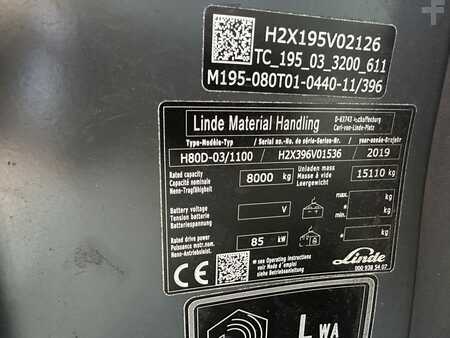 H2X195V02126
TC_195_03_3200_611
M195-080T01-0440-11/396
Linde Material Handling
Carl-von-Linde-Platz
Type-Modèle-Typ / Serial no.- No. de série-Serien-Nr. / year-année-Baujahr
H80D-03/1100 H2X396V01536 2019
Rated capacity
Capacité nominale
Nenn-Tragfähigkeit
8000 kg
Unladen mass
Masse à vide
Leergewicht
15110 kg
Battery voltage
Tension batterie
Batteriespannung
V
max.
* kg
Rated drive power
Puissance motr. nom.
Nenn-Antriebsleist.
85 kW
min.
* kg
* kg
CE
* see Operating instructions
voir Mode d'emploi
siehe Betriebsanleitung
Linde
000 938 54 07
LWA